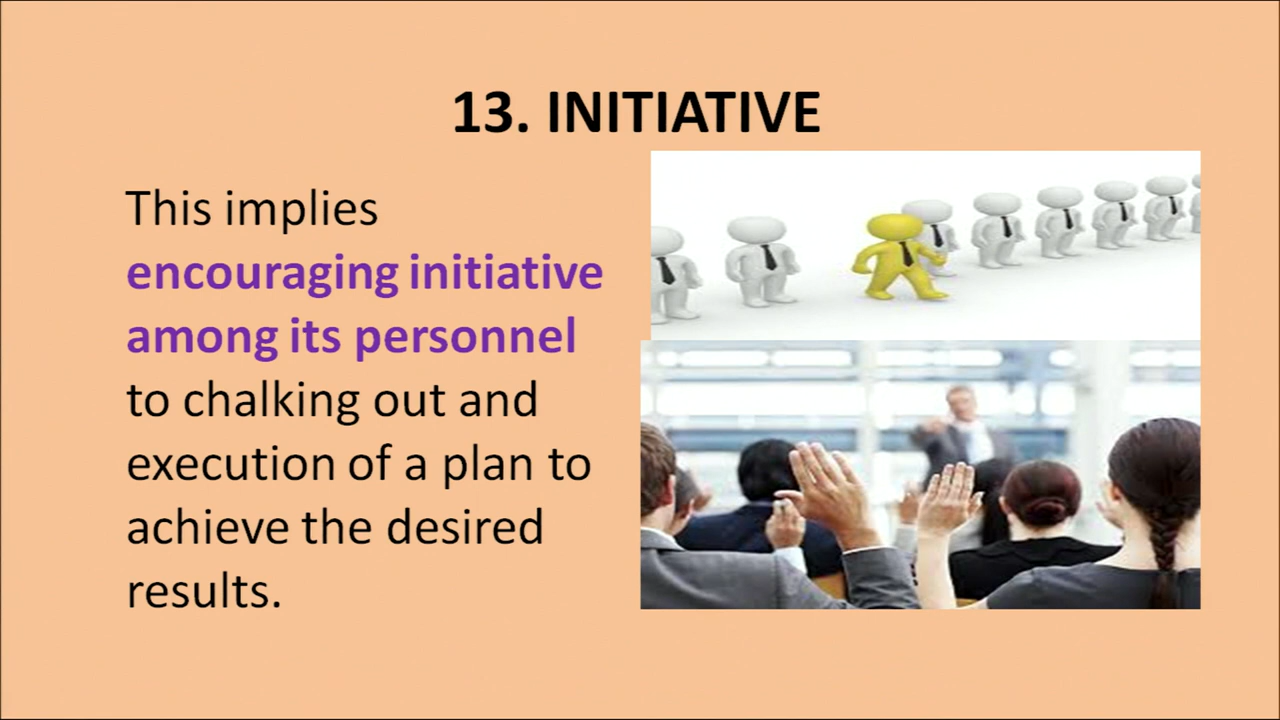 13. INITIATIVE
This implies
encouraging initiative
among its personnel
to chalking out and
execution of a plan to
achieve the desired
results.